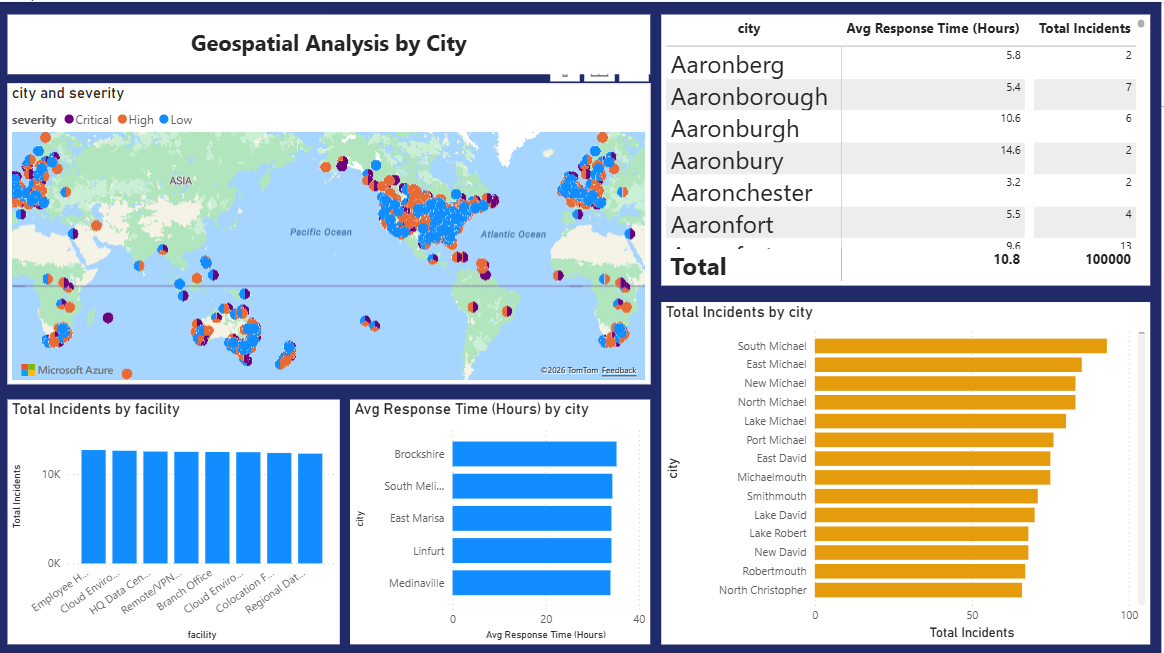 Geospatial Analysis by City
city and severity
severity Critical High Low
ASIA
Pacific Ocean
Atlantic Ocean
Microsoft Azure
©2026 TomTom Feedback
city Avg Response Time (Hours) Total Incidents
Aaronberg 5.8 2
Aaronborough 5.4 7
Aaronburgh 10.6 6
Aaronbury 14.6 2
Aaronchester 3.2 2
Aaronfort 5.5 4
9.6 13
Total 10.8 100000
Total Incidents by facility
Total Incidents
10K
0K
Employee H...
Cloud Enviro...
HQ Data Cen...
Remote/VPN...
Branch Office
Cloud Enviro...
Colocation F...
Regional Dat...
facility
Avg Response Time (Hours) by city
city
Brockshire
South Meli...
East Marisa
Linfurt
Medinaville
0 20 40
Avg Response Time (Hours)
Total Incidents by city
city
South Michael
East Michael
New Michael
North Michael
Lake Michael
Port Michael
East David
Michaelmouth
Smithmouth
Lake David
Lake Robert
New David
Robertmouth
North Christopher
0 50 100
Total Incidents